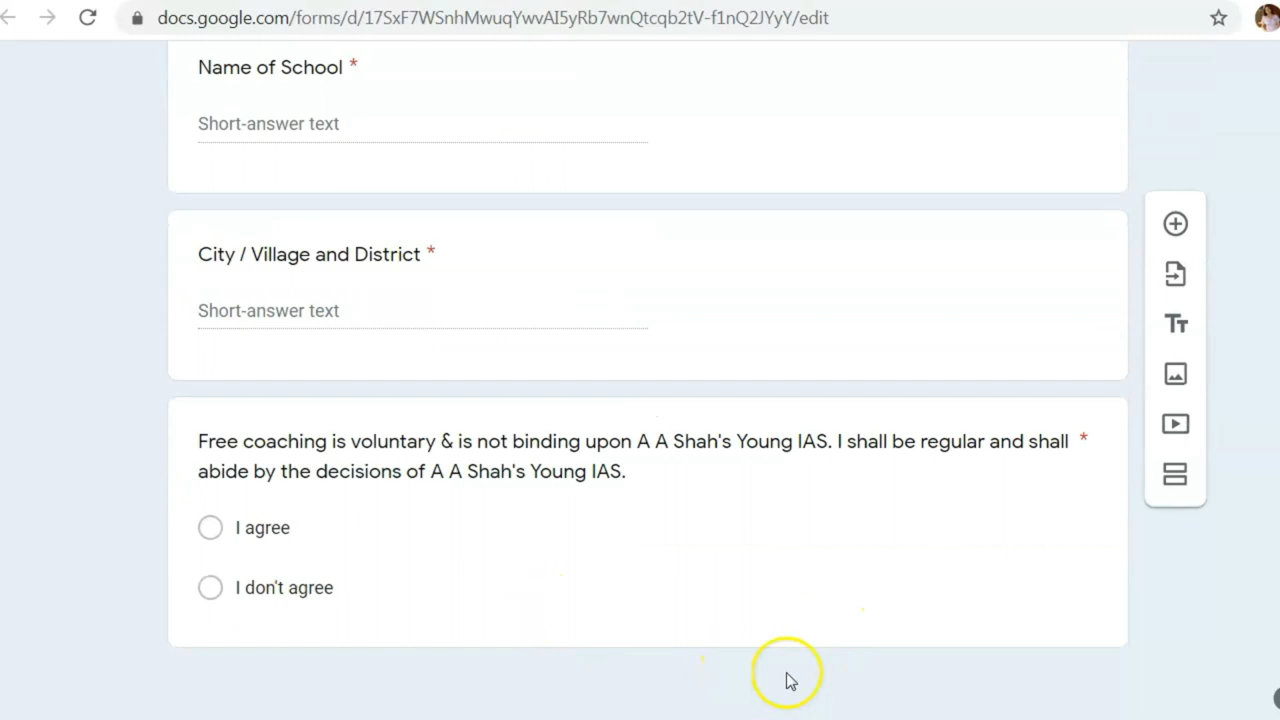 docs.google.com/forms/d/17SxF7WSnhMwuqYwvAI5yRb7wnQtcqb2tV-f1nQ2JYyY/edit
Name of School *
Short-answer text
City / Village and District *
Short-answer text
Free coaching is voluntary & is not binding upon A A Shah's Young IAS. I shall be regular and shall *
abide by the decisions of A A Shah's Young IAS.
I agree
I don't agree
Tт